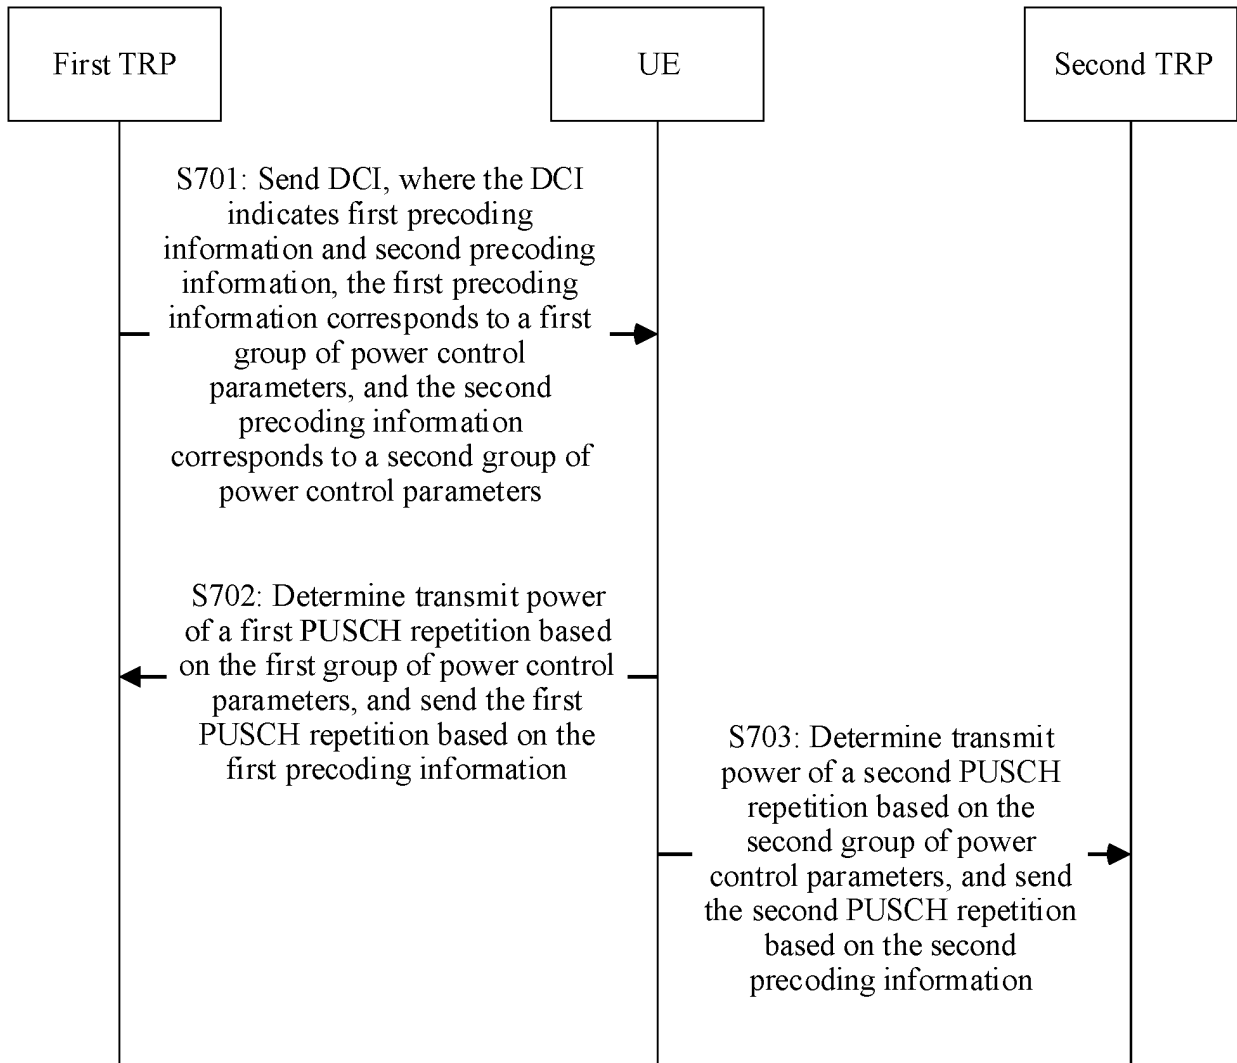 First TRP
UE
Second TRP
S701: Send DCI, where the DCI
indicates first precoding
information and second precoding
information, the first precoding
information corresponds to a first
group of power control
parameters, and the second
precoding information
corresponds to a second group of
power control parameters
S702: Determine transmit power
of a first PUSCH repetition based
on the first group of power control
parameters, and send the first
PUSCH repetition based on the
first precoding information
S703: Determine transmit
power of a second PUSCH
repetition based on the
second group of power
control parameters, and send
the second PUSCH repetition
based on the second
precoding information